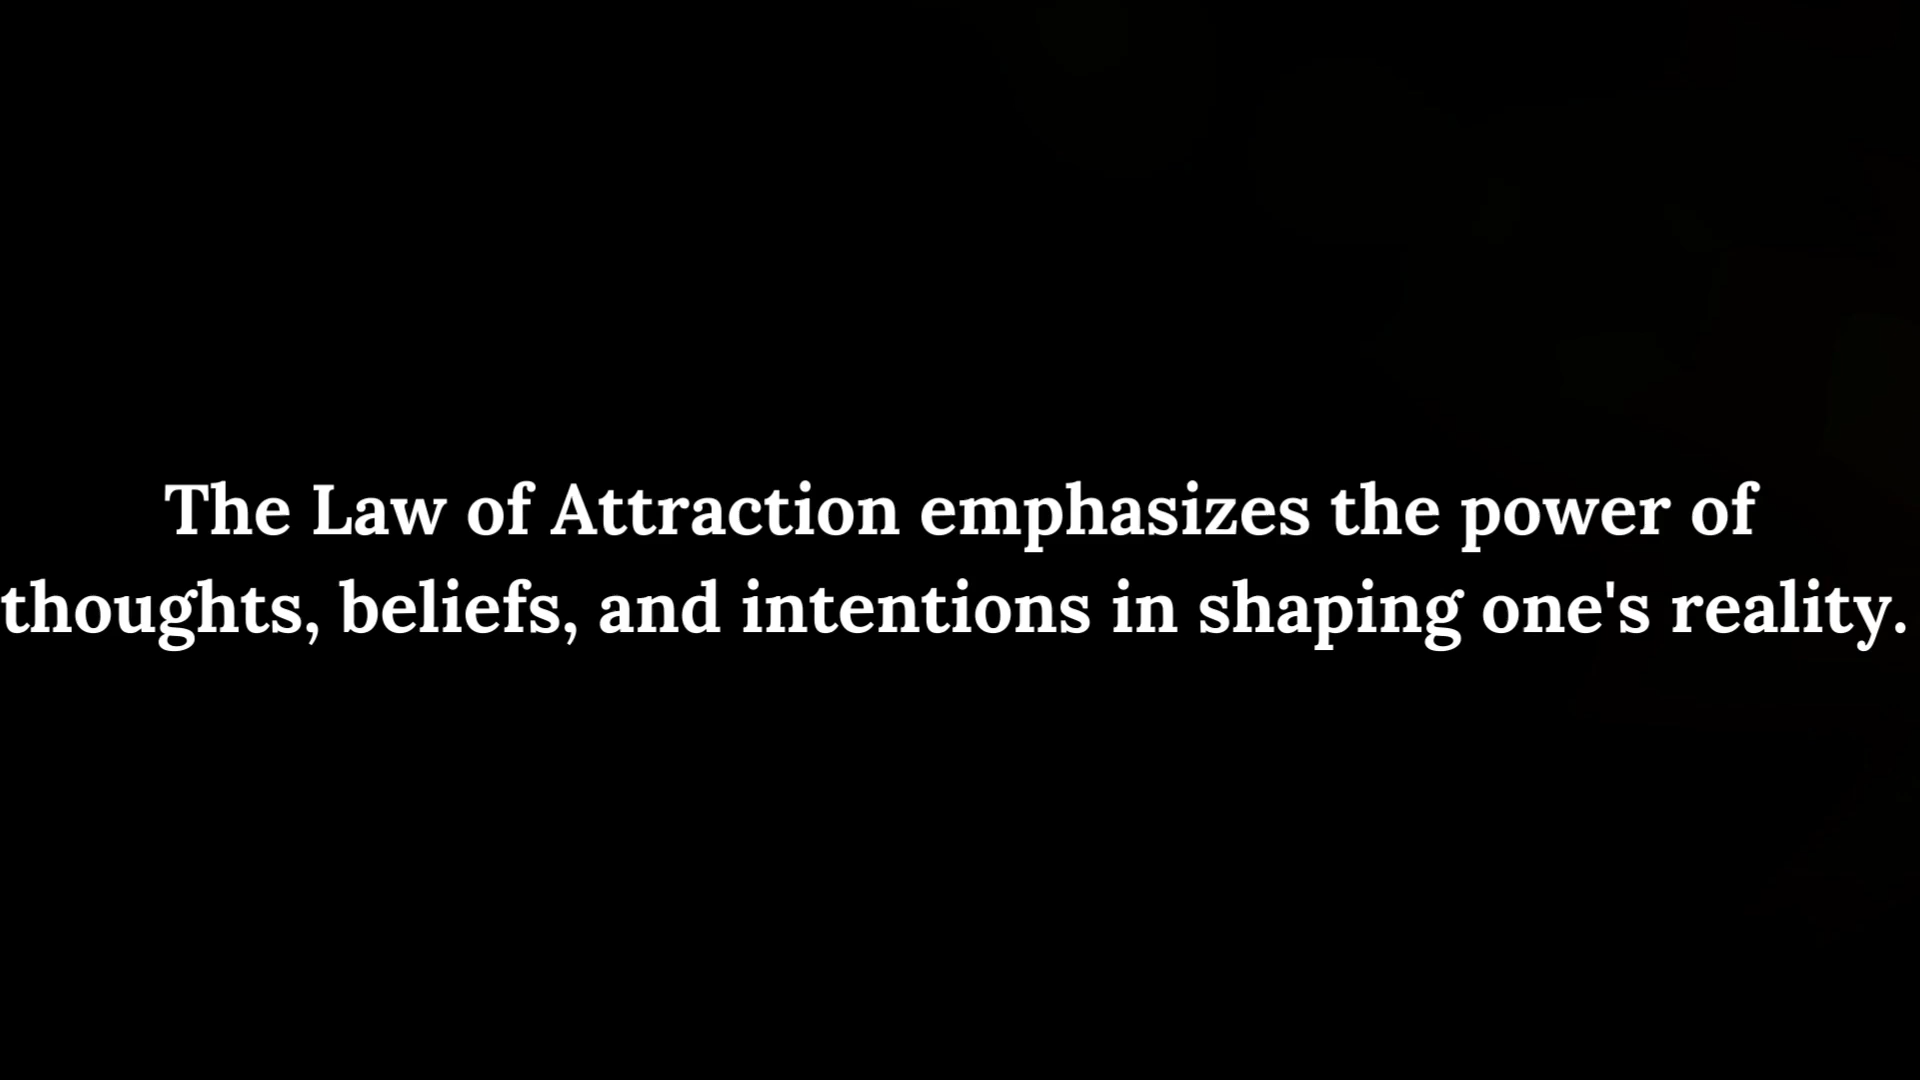 The Law of Attraction emphasizes the power of
thoughts, beliefs, and intentions in shaping one's reality.